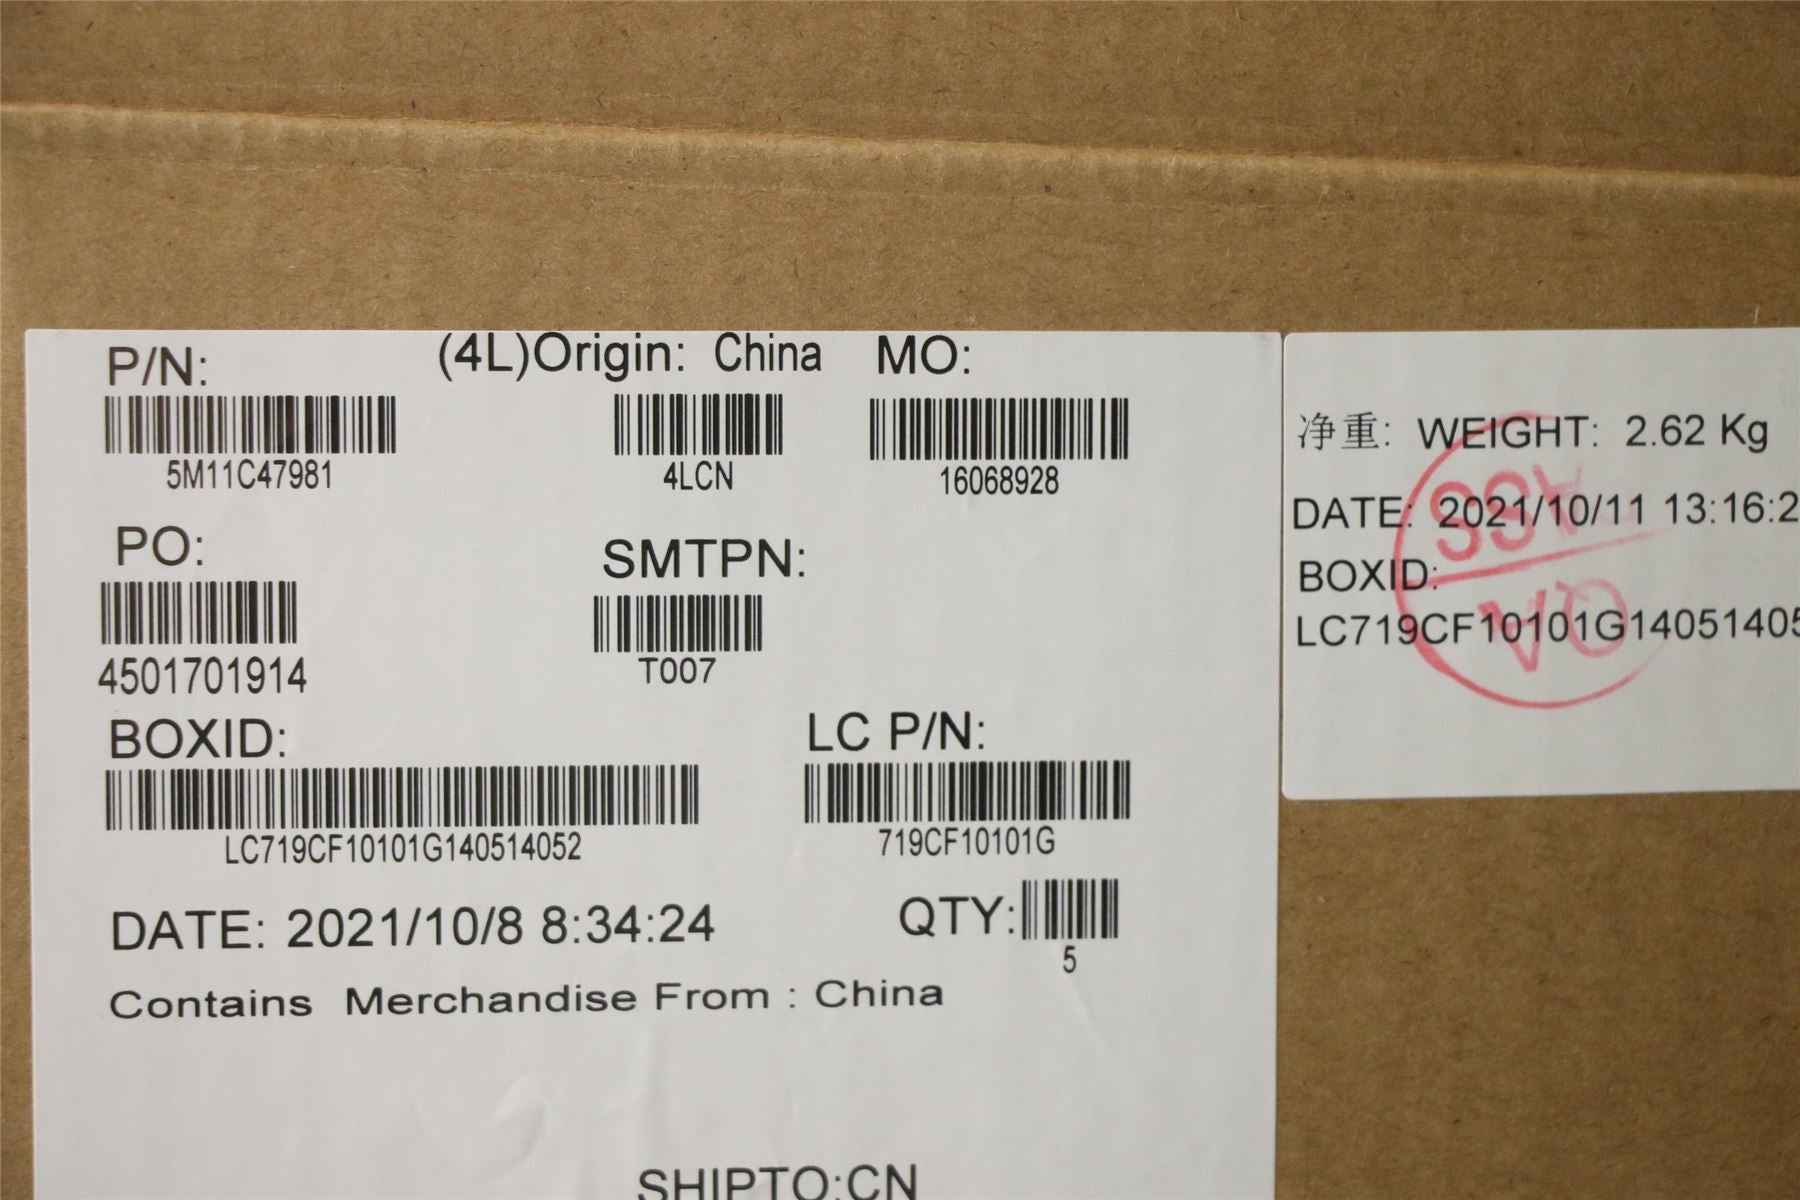 P/N: (4L)Origin: China MO:
5M11C47981 4LCN 16068928
PO: SMTPN:
4501701914 T007
BOXID: LC P/N:
LC719CF10101G140514052 719CF10101G
DATE: 2021/10/8 8:34:24 QTY:
5
Contains Merchandise From : China
SHIPTO:CN
净重: WEIGHT: 2.62 Kg
DATE: 2021/10/11 13:16:2
BOXID:
LC719CF10101G14051405
QA